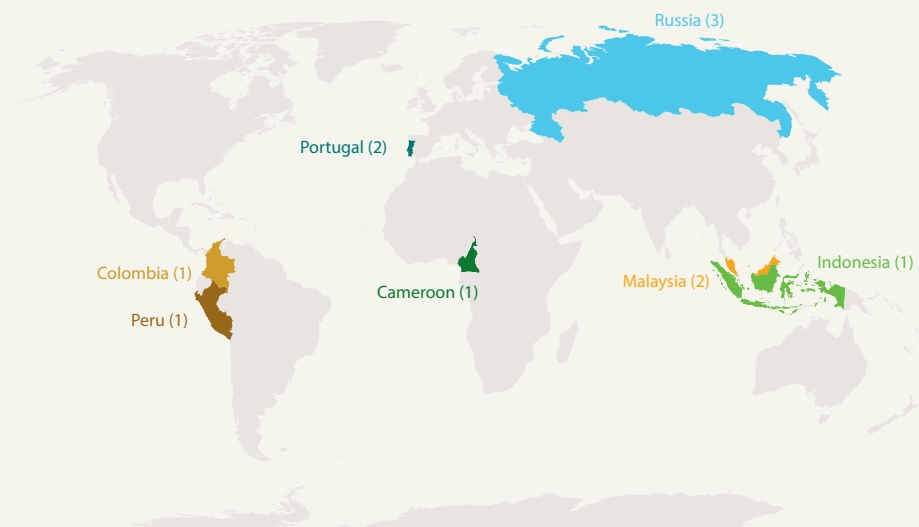 Russia (3)
Portugal (2)
Colombia (1)
Indonesia (1)
Malaysia (2)
Cameroon (1)
Peru (1)